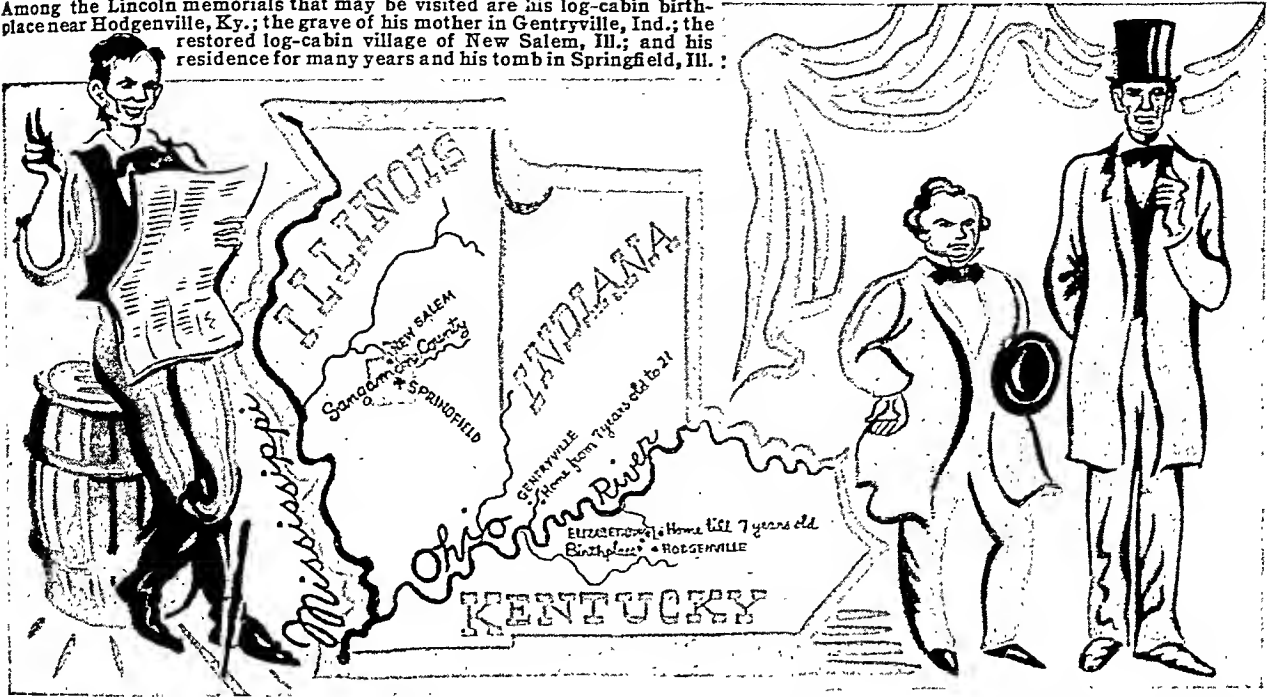 Among the Lincoln memorials that may be visited are his log-cabin birth-
place near Hodgenville, Ky.; the grave of his mother in Gentryville, Ind.; the
restored log-cabin village of New Salem, Ill.; and his
residence for many years and his tomb in Springfield, Ill.
ILLINOIS
INDIANA
NEW SALEM
Sangamon County
SPRINGFIELD
GENTRYVILLE
Home from 7 years old to 21
Mississippi
Ohio River
Home till 7 years old
Birthplace HODGENVILLE
KENTUCKY